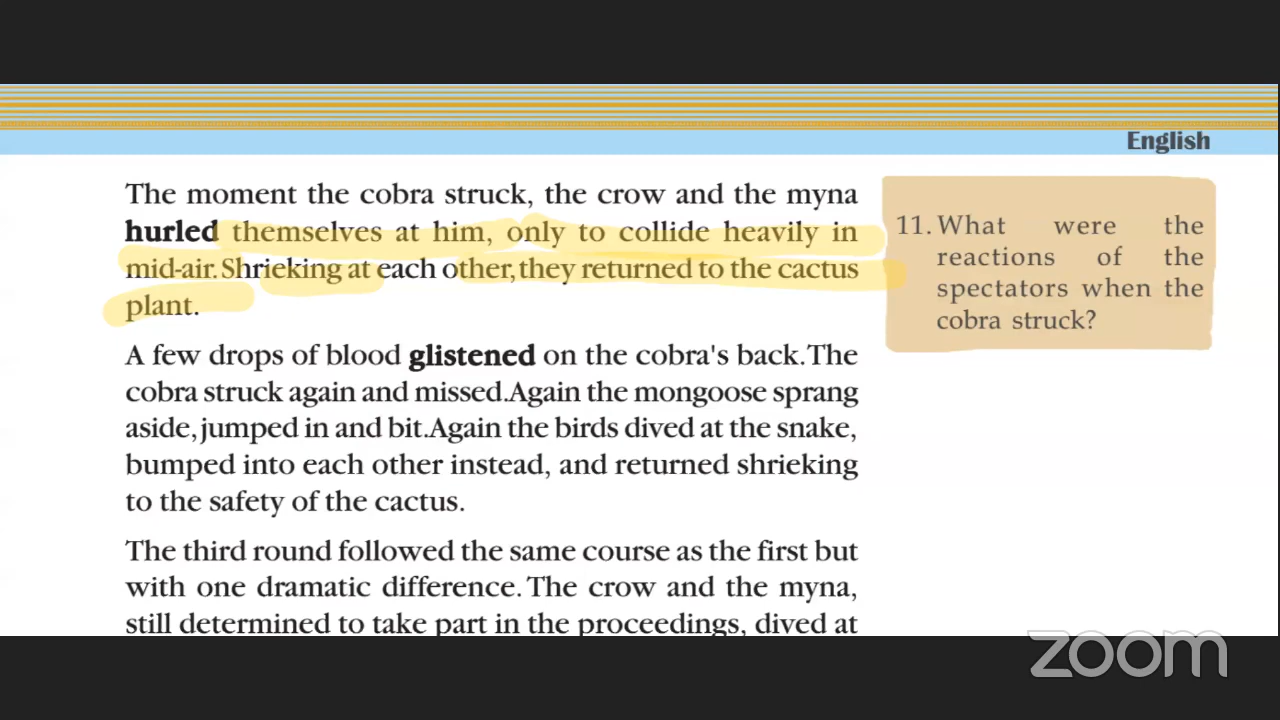 English
The moment the cobra struck, the crow and the myna
hurled themselves at him, only to collide heavily in
mid-air. Shrieking at each other, they returned to the cactus
plant.
11. What were the
reactions of the
spectators when the
cobra struck?
A few drops of blood glistened on the cobra's back. The
cobra struck again and missed. Again the mongoose sprang
aside, jumped in and bit. Again the birds dived at the snake,
bumped into each other instead, and returned shrieking
to the safety of the cactus.
The third round followed the same course as the first but
with one dramatic difference. The crow and the myna,
still determined to take part in the proceedings, dived at
zoom